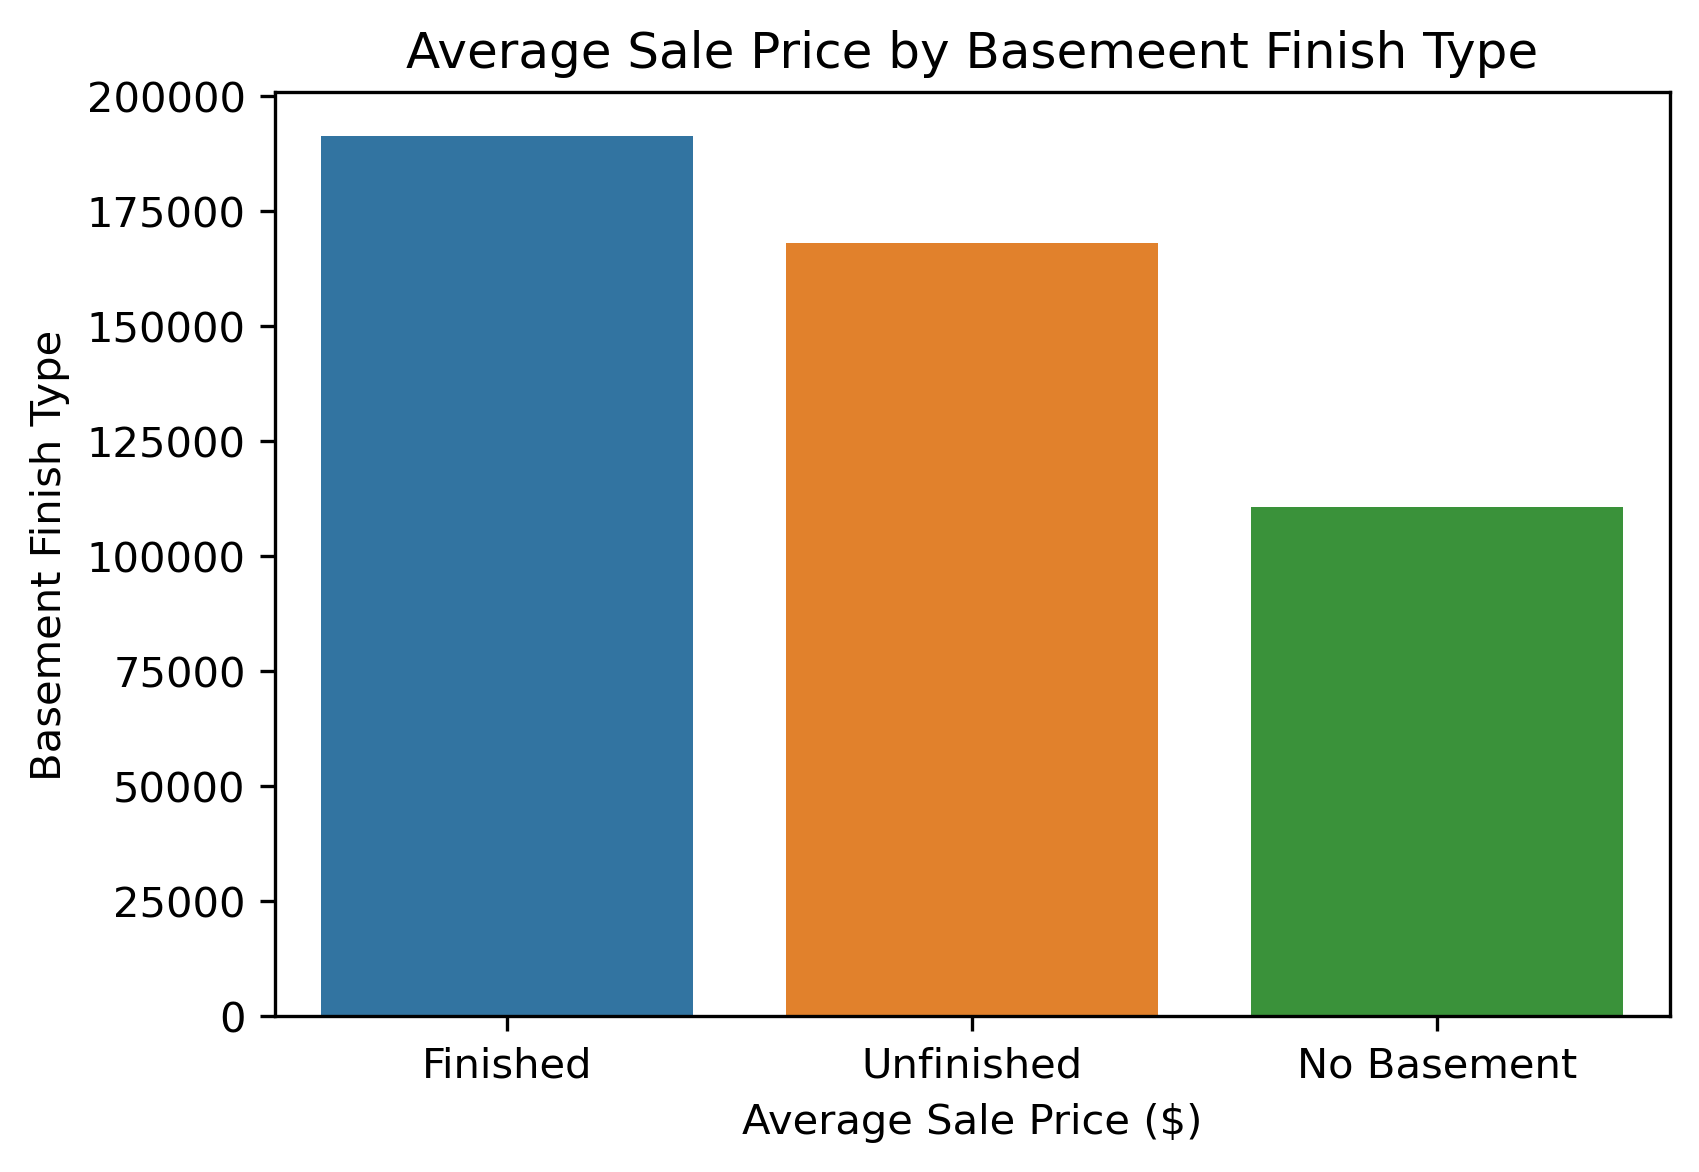 Average Sale Price by Basemeent Finish Type
200000
175000
150000
125000
100000
75000
50000
25000
0
Basement Finish Type
Finished
Unfinished
No Basement
Average Sale Price ($)